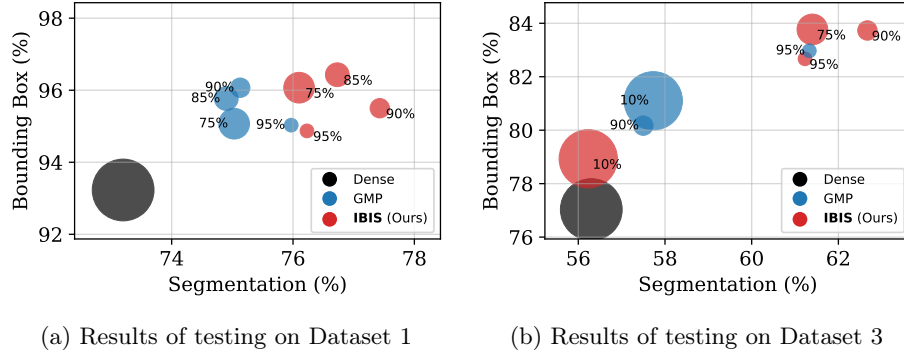 98
96
94
92
Bounding Box (%)
90%
85%
75%
95%
85%
75%
90%
95%
Dense
GMP
IBIS (Ours)
74
76
78
Segmentation (%)
(a) Results of testing on Dataset 1
84
82
80
78
76
Bounding Box (%)
75%
90%
95%
95%
10%
90%
10%
Dense
GMP
IBIS (Ours)
56
58
60
62
Segmentation (%)
(b) Results of testing on Dataset 3